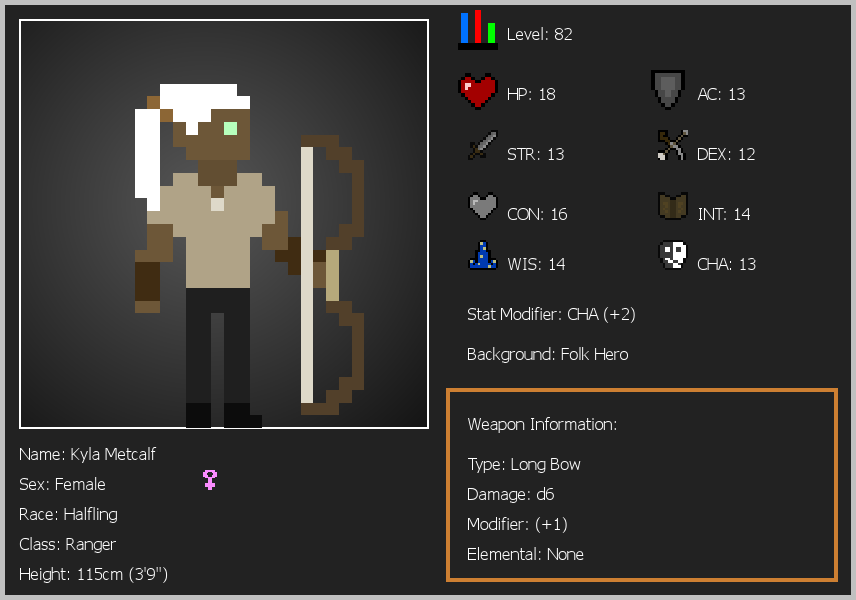 Level: 82
HP: 18
AC: 13
STR: 13
DEX: 12
CON: 16
INT: 14
WIS: 14
CHA: 13
Stat Modifier: CHA (+2)
Background: Folk Hero
Weapon Information:
Type: Long Bow
Damage: d6
Modifier: (+1)
Elemental: None
Name: Kyla Metcalf
Sex: Female
Race: Halfling
Class: Ranger
Height: 115cm (3'9")